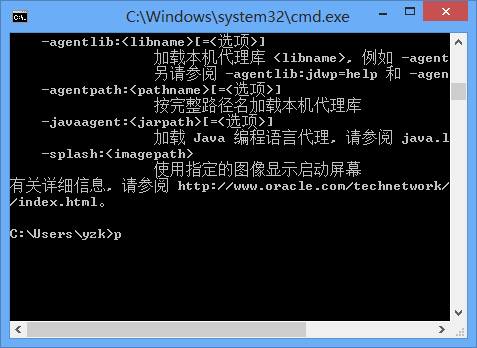 C:\Windows\system32\cmd.exe
-agentlib:<libname>[=<选项>]
加载本机代理库 <libname>, 例如 -agent
另请参阅 -agentlib:jdwp=help 和 -agen
-agentpath:<pathname>[=<选项>]
按完整路径名加载本机代理库
-javaagent:<jarpath>[=<选项>]
加载 Java 编程语言代理, 请参阅 java.l
-splash:<imagepath>
使用指定的图像显示启动屏幕
有关详细信息, 请参阅 http://www.oracle.com/technetwork/
/index.html。
C:\Users\yzk>p